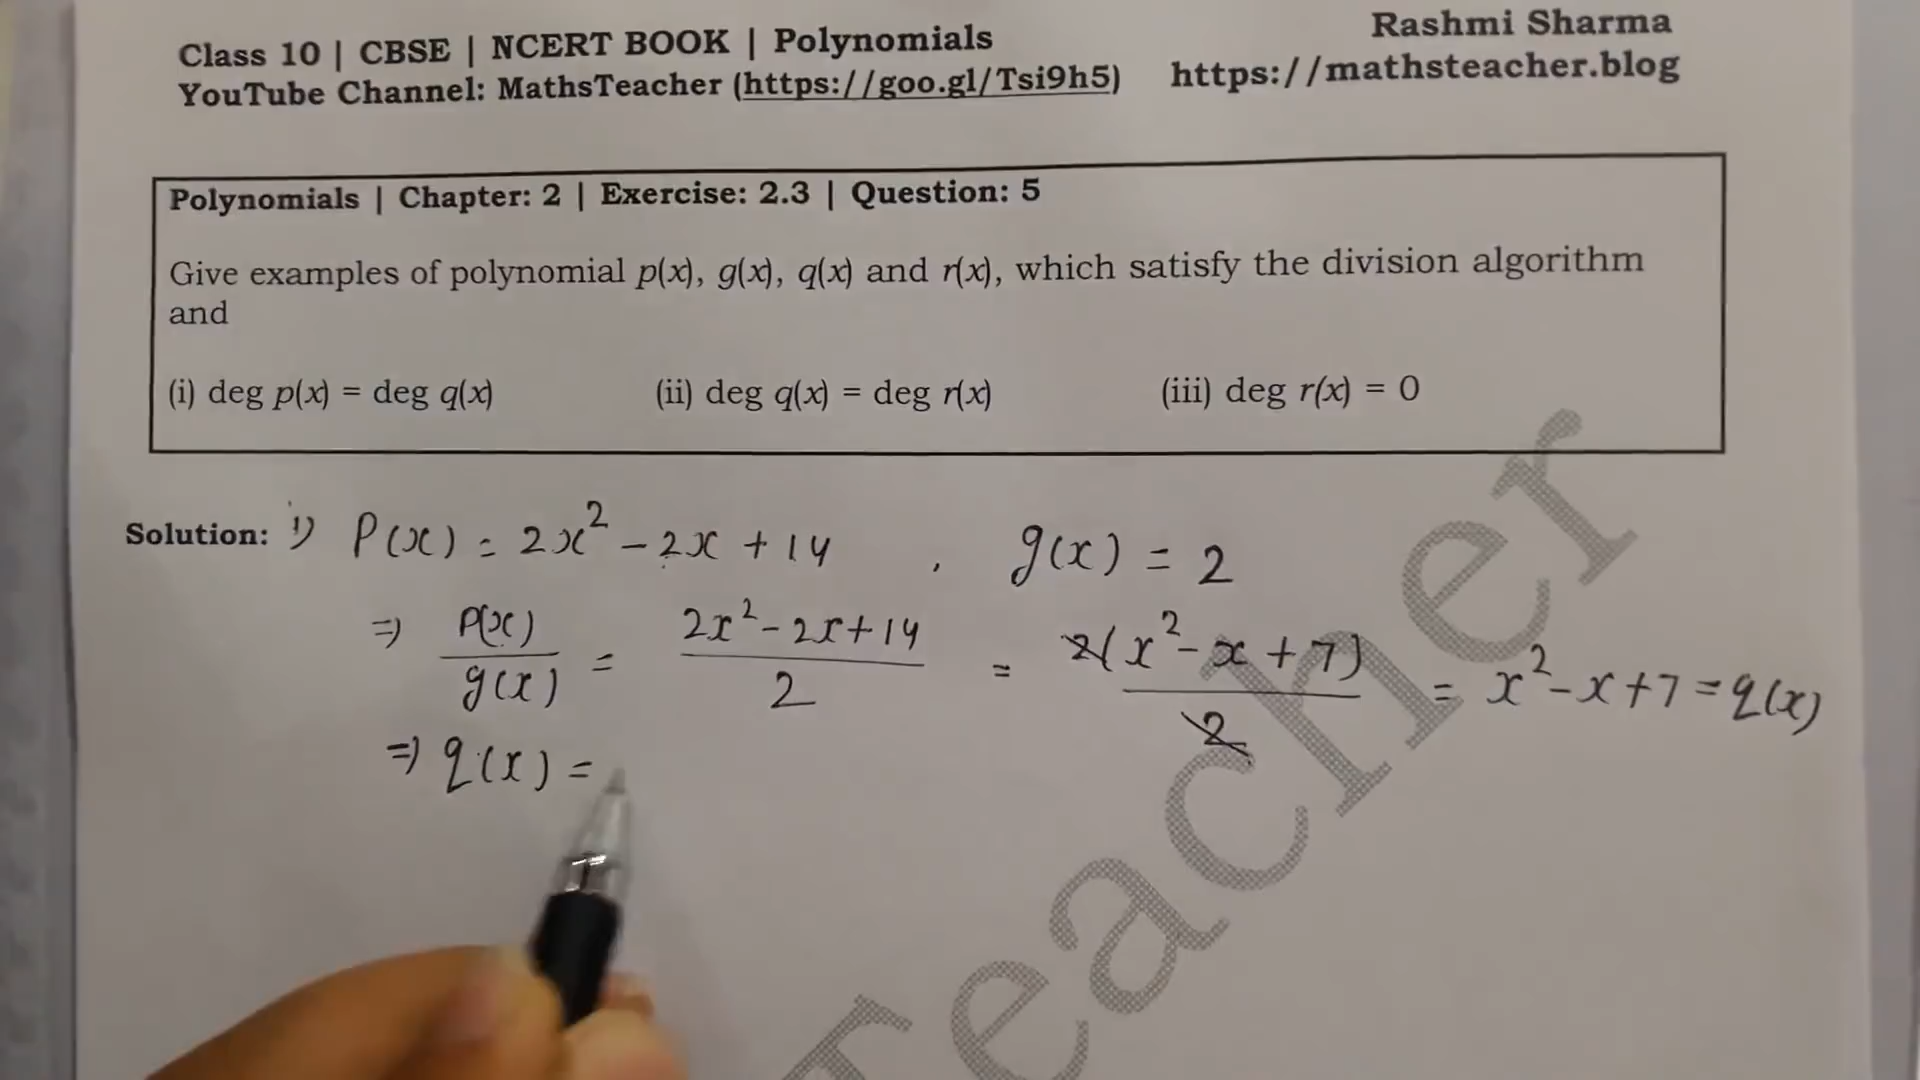 Class 10 | CBSE | NCERT BOOK | Polynomials
Rashmi Sharma
YouTube Channel: MathsTeacher (https://goo.gl/Tsi9h5)
https://mathsteacher.blog
Polynomials | Chapter: 2 | Exercise: 2.3 | Question: 5
Give examples of polynomial p(x), g(x), q(x) and r(x), which satisfy the division algorithm
and
(i) deg p(x) = deg q(x) (ii) deg q(x) = deg r(x) (iii) deg r(x) = 0
Solution: i) P(x) = 2x² - 2x + 14 , g(x) = 2
⇒ P(x)/g(x) = (2x² - 2x + 14)/2 = 2(x² - x + 7)/2 = x² - x + 7 = q(x)
⇒ q(x) =
Teacher